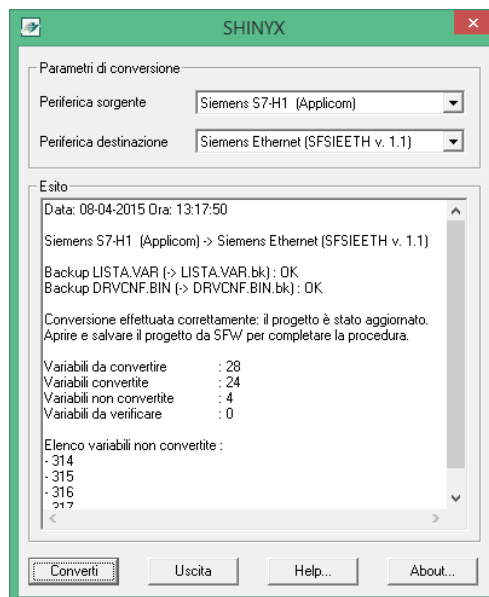 SHINYX
Parametri di conversione
Periferica sorgente Siemens S7-H1 (Applicom)
Periferica destinazione Siemens Ethernet (SFSIEETH v. 1.1)
Esito
Data: 08-04-2015 Ora: 13:17:50
Siemens S7-H1 (Applicom) -> Siemens Ethernet (SFSIEETH v. 1.1)
Backup LISTA.VAR (-> LISTA.VAR.bk) : OK
Backup DRVCNF.BIN (-> DRVCNF.BIN.bk) : OK
Conversione effettuata correttamente: il progetto è stato aggiornato.
Aprire e salvare il progetto da SFW per completare la procedura.
Variabili da convertire : 28
Variabili convertite : 24
Variabili non convertite : 4
Variabili da verificare : 0
Elenco variabili non convertite :
- 314
- 315
- 316
- 317
Converti Uscita Help... About...